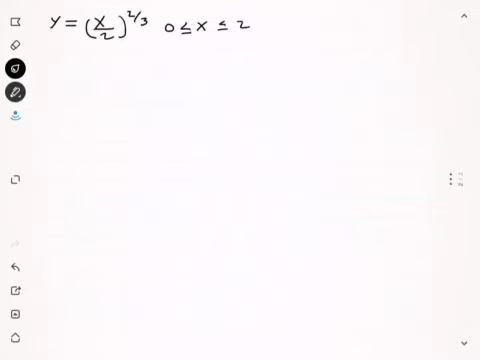 y = (x/2)^2/3 0 ≤ x ≤ 2